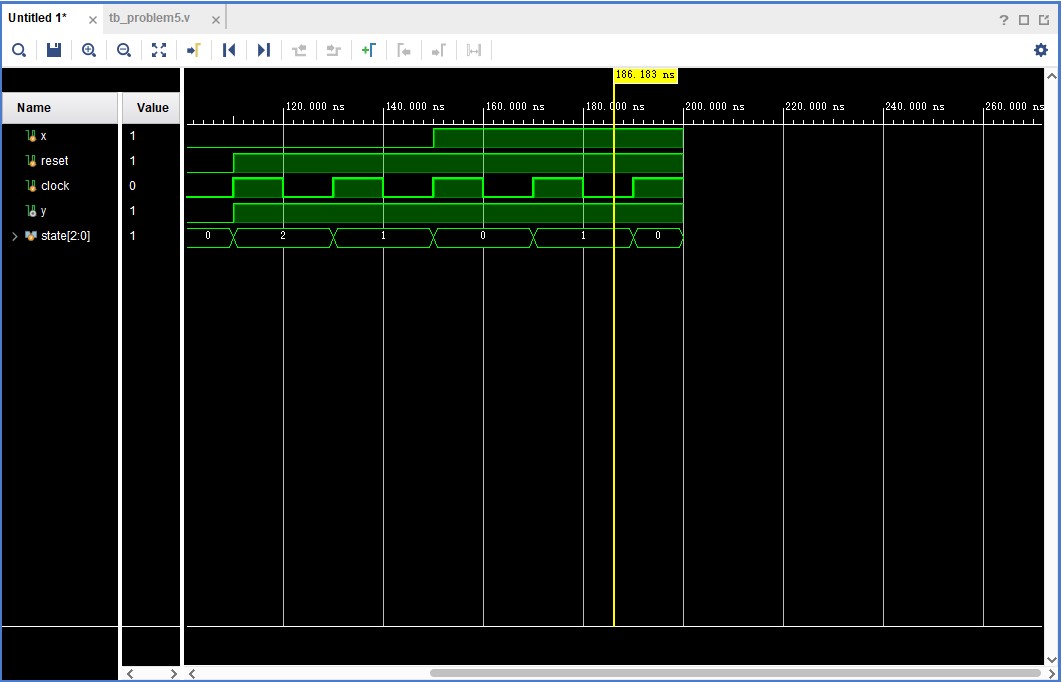 Untitled 1* tb_problem5.v
186.183 ns
Name Value
120.000 ns 140.000 ns 160.000 ns 180.000 ns 200.000 ns 220.000 ns 240.000 ns 260.000 ns
x 1
reset 1
clock 0
y 1
state[2:0] 1 0 2 1 0 1 0